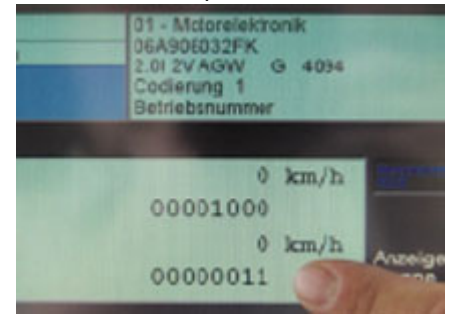 01 - Motorelektronik
06A906032FK
2.0l 2V AGW G 4094
Codierung 1
Betriebsnummer
0 km/h
00001000
0 km/h
00000011
Anzeige